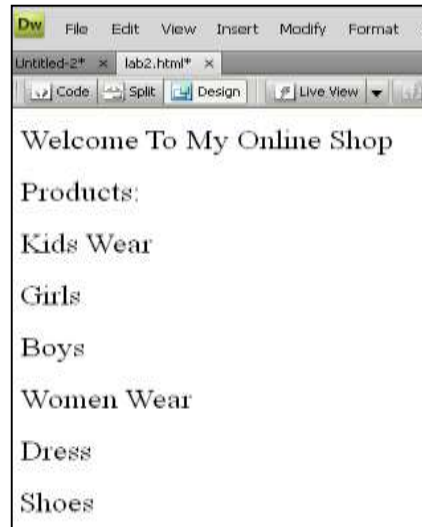 Dw File Edit View Insert Modify Format
Untitled-2* × lab2.html* ×
Code Split Design Live View
Welcome To My Online Shop
Products:
Kids Wear
Girls
Boys
Women Wear
Dress
Shoes